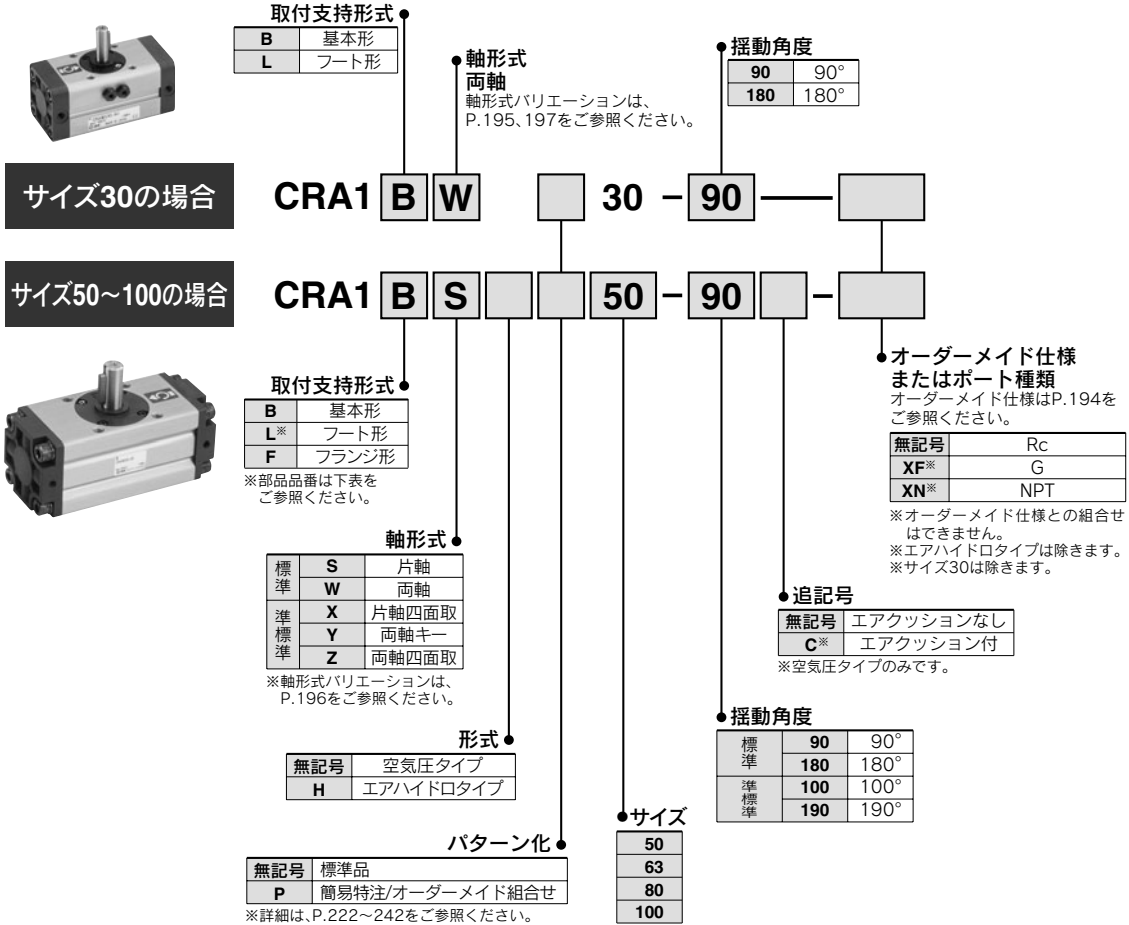 取付支持形式
B 基本形
L フート形
軸形式
両軸
軸形式バリエーションは、
P.195、197をご参照ください。
揺動角度
90 90°
180 180°
サイズ30の場合
CRA1 B W 30 − 90
サイズ50〜100の場合
CRA1 B S 50 − 90 −
取付支持形式
B 基本形
L※ フート形
F フランジ形
※部品品番は下表を
ご参照ください。
軸形式
標準 S 片軸
W 両軸
準標準 X 片軸四面取
Y 両軸キー
Z 両軸四面取
※軸形式バリエーションは、
P.196をご参照ください。
形式
無記号 空気圧タイプ
H エアハイドロタイプ
パターン化
無記号 標準品
P 簡易特注/オーダーメイド組合せ
※詳細は、P.222〜242をご参照ください。
サイズ
50
63
80
100
揺動角度
標準 90 90°
180 180°
準標準 100 100°
190 190°
追記号
無記号 エアクッションなし
C※ エアクッション付
※空気圧タイプのみです。
オーダーメイド仕様
またはポート種類
オーダーメイド仕様はP.194を
ご参照ください。
無記号 Rc
XF※ G
XN※ NPT
※オーダーメイド仕様との組合せ
はできません。
※エアハイドロタイプは除きます。
※サイズ30は除きます。